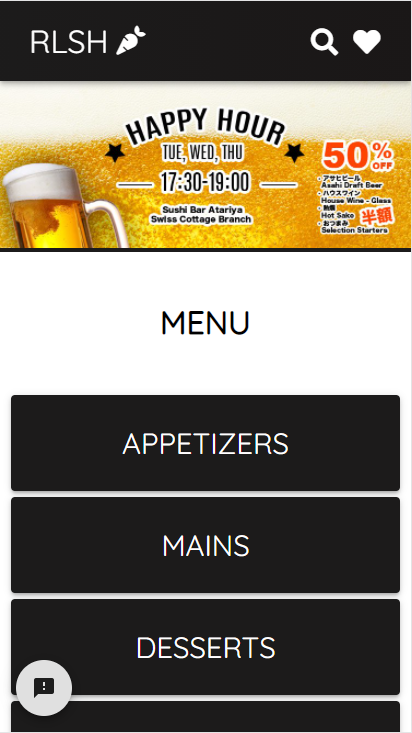 RLSH
HAPPY HOUR
TUE, WED, THU
17:30-19:00
Sushi Bar Atariya
Swiss Cottage Branch
50% OFF
・アサヒビール
Asahi Draft Beer
・ハウスワイン
House Wine - Glass
・熱燗
Hot Sake
・おつまみ
Selection Starters
半額
MENU
APPETIZERS
MAINS
DESSERTS